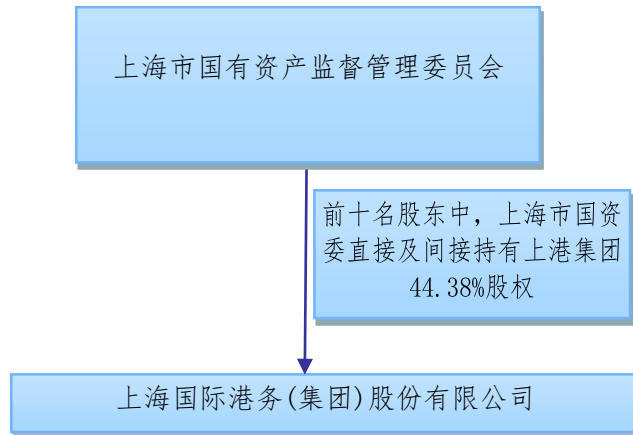 上海市国有资产监督管理委员会
前十名股东中，上海市国资
委直接及间接持有上港集团
44.38%股权
上海国际港务(集团)股份有限公司